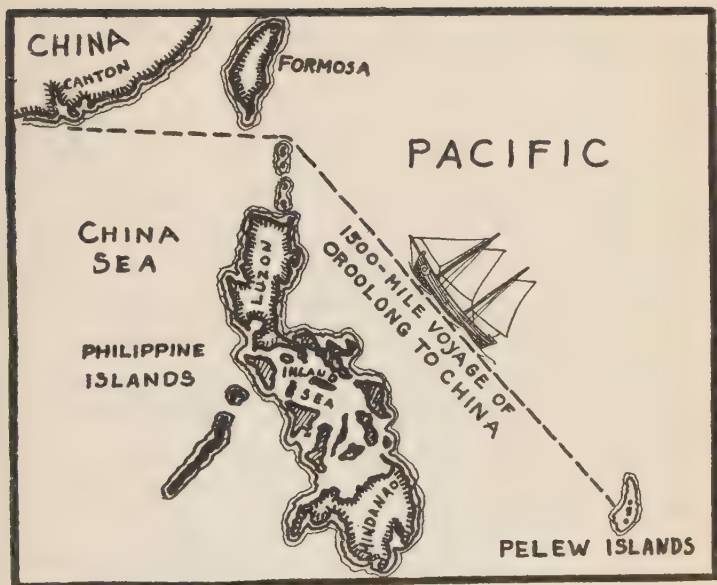 CHINA
CANTON
FORMOSA
PACIFIC
CHINA
SEA
LUZON
1500-MILE VOYAGE OF
OROOLONG TO CHINA
PHILIPPINE
ISLANDS
INLAND
SEA
MINDANAO
PELEW ISLANDS